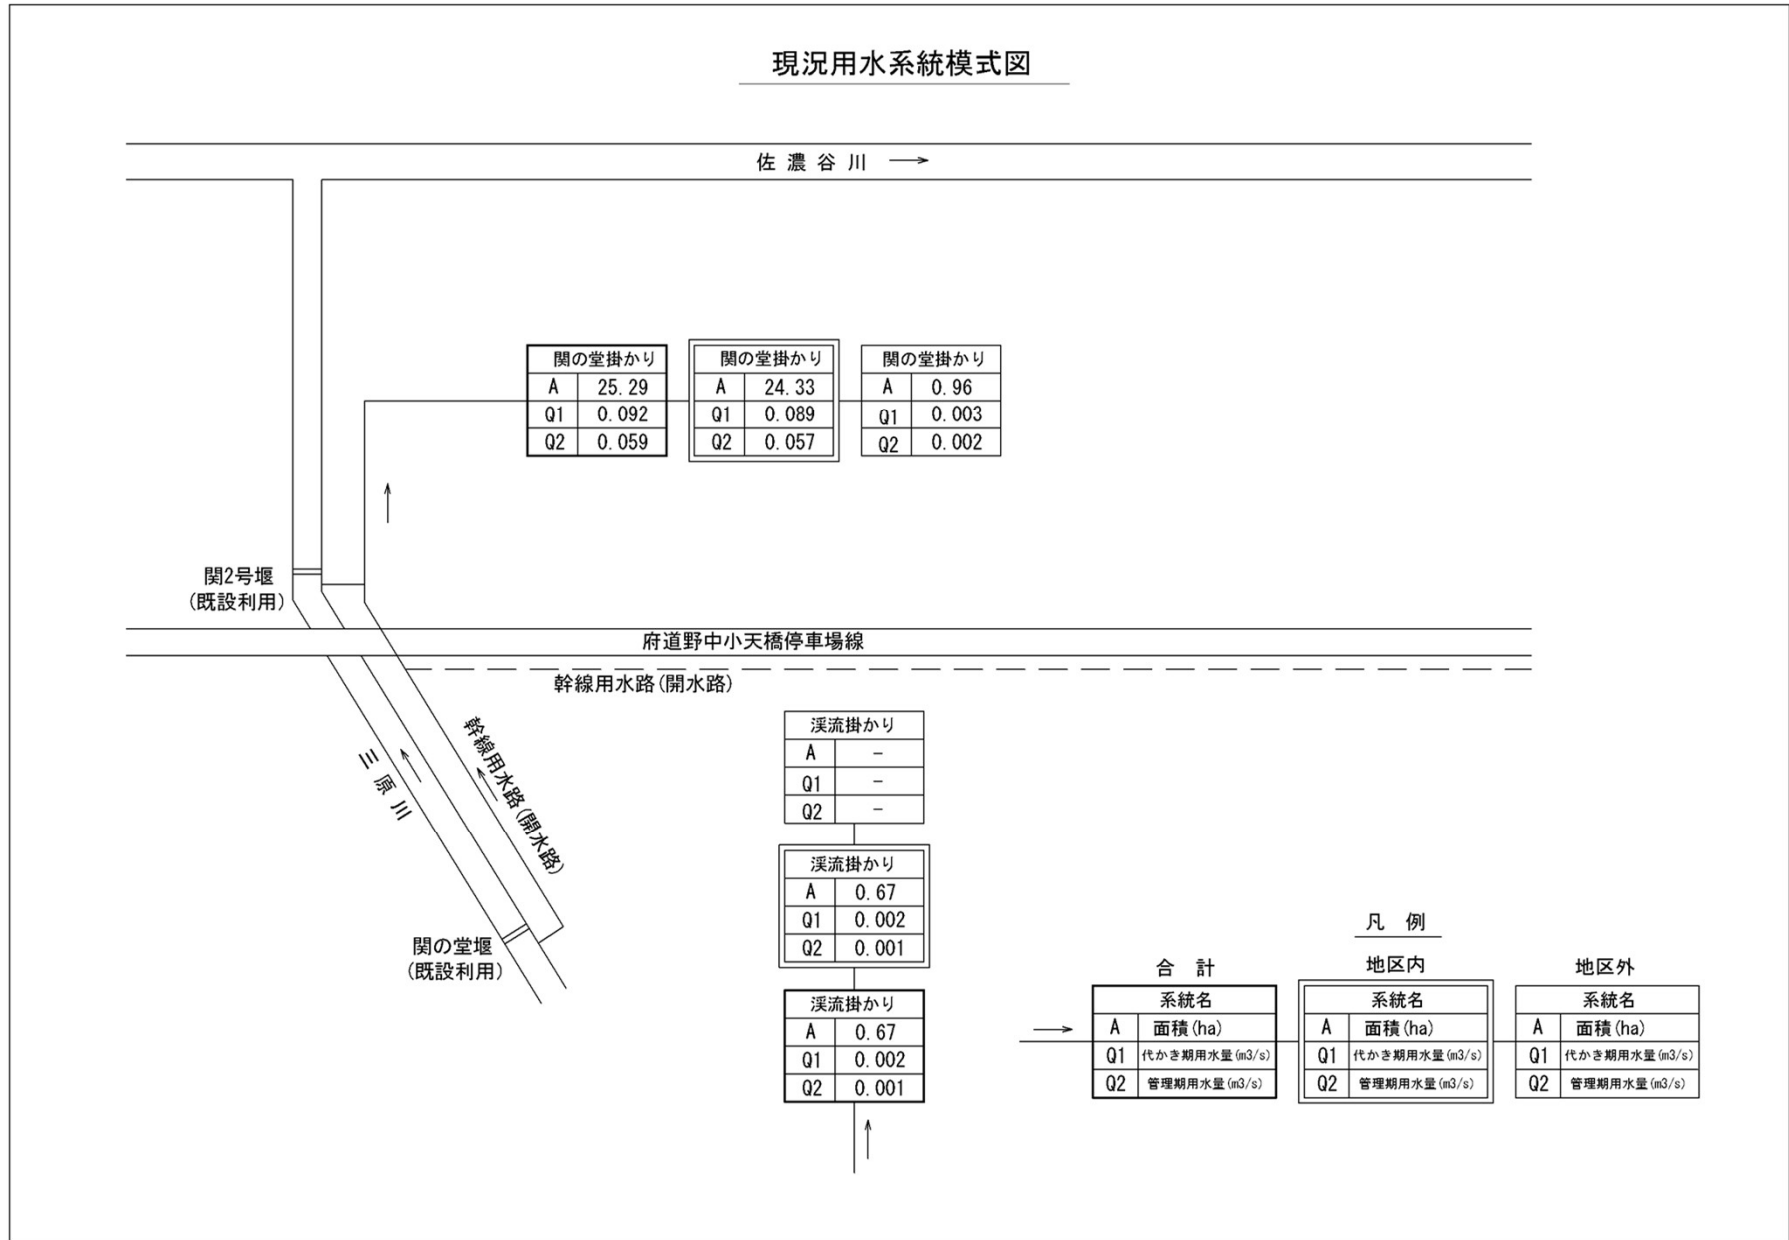 現況用水系統模式図
佐濃谷川 →
関の堂掛かり
A 25.29
Q1 0.092
Q2 0.059
関の堂掛かり
A 24.33
Q1 0.089
Q2 0.057
関の堂掛かり
A 0.96
Q1 0.003
Q2 0.002
関2号堰
(既設利用)
府道野中小天橋停車場線
幹線用水路(開水路)
三原川
幹線用水路(開水路)
関の堂堰
(既設利用)
渓流掛かり
A -
Q1 -
Q2 -
渓流掛かり
A 0.67
Q1 0.002
Q2 0.001
渓流掛かり
A 0.67
Q1 0.002
Q2 0.001
凡 例
合 計
系統名
A 面積(ha)
Q1 代かき期用水量(m3/s)
Q2 管理期用水量(m3/s)
地区内
系統名
A 面積(ha)
Q1 代かき期用水量(m3/s)
Q2 管理期用水量(m3/s)
地区外
系統名
A 面積(ha)
Q1 代かき期用水量(m3/s)
Q2 管理期用水量(m3/s)